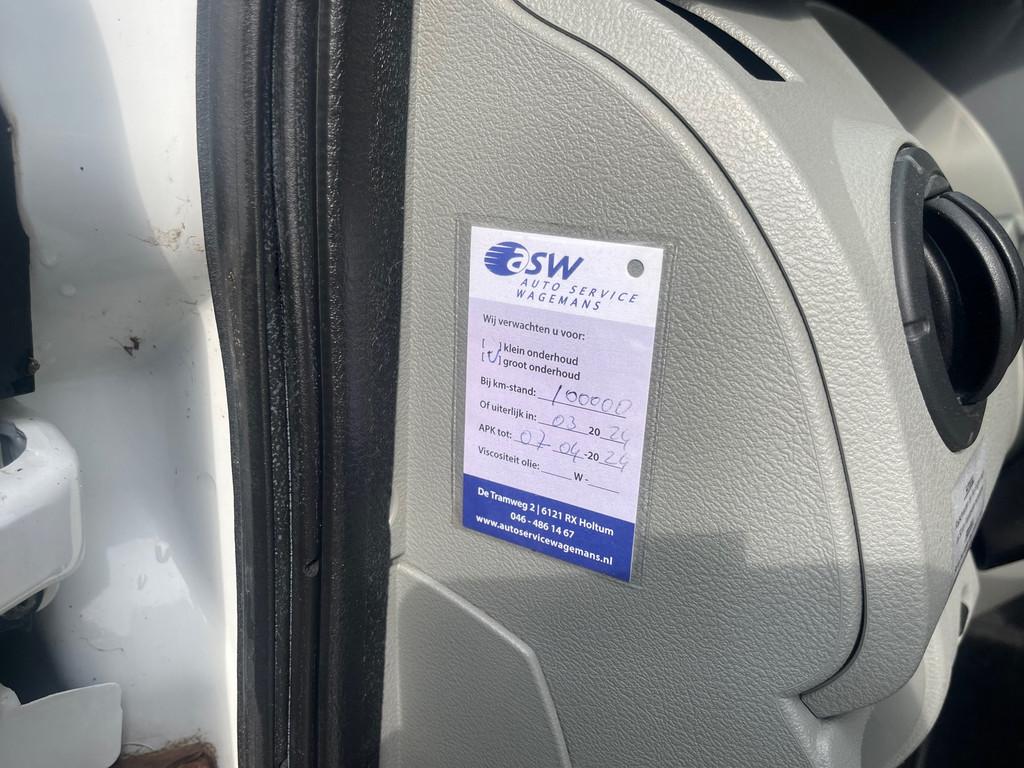 asw
AUTO SERVICE
WAGEMANS
Wij verwachten u voor:
[ ] klein onderhoud
[V] groot onderhoud
Bij km-stand: 100000
Of uiterlijk in: 03 20 24
APK tot: 07 04 -20 24
Viscositeit olie: _____ W - _____
De Tramweg 2 | 6121 RX Holtum
046 - 486 14 67
www.autoservicewagemans.nl